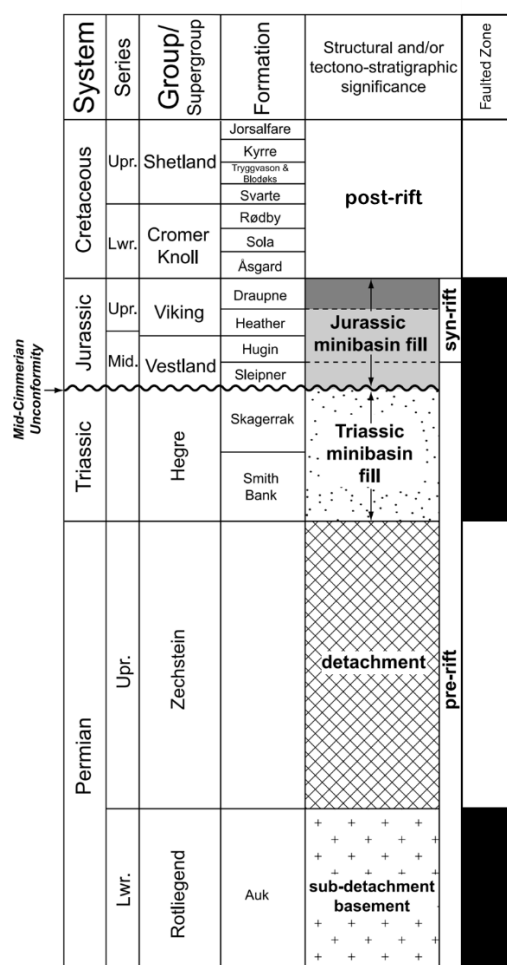 System
Series
Group/
Supergroup
Formation
Structural and/or
tectono-stratigraphic
significance
Faulted Zone
Cretaceous
Upr.
Shetland
Jorsalfare
Kyrre
Tryggvason &
Blodøks
Svarte
post-rift
Lwr.
Cromer
Knoll
Rødby
Sola
Åsgard
Jurassic
Upr.
Viking
Draupne
Heather
Jurassic
minibasin fill
syn-rift
Mid.
Vestland
Hugin
Sleipner
Mid-Cimmerian
Unconformity
Triassic
Hegre
Skagerrak
Smith
Bank
Triassic
minibasin
fill
pre-rift
Permian
Upr.
Zechstein
detachment
Lwr.
Rotliegend
Auk
sub-detachment
basement